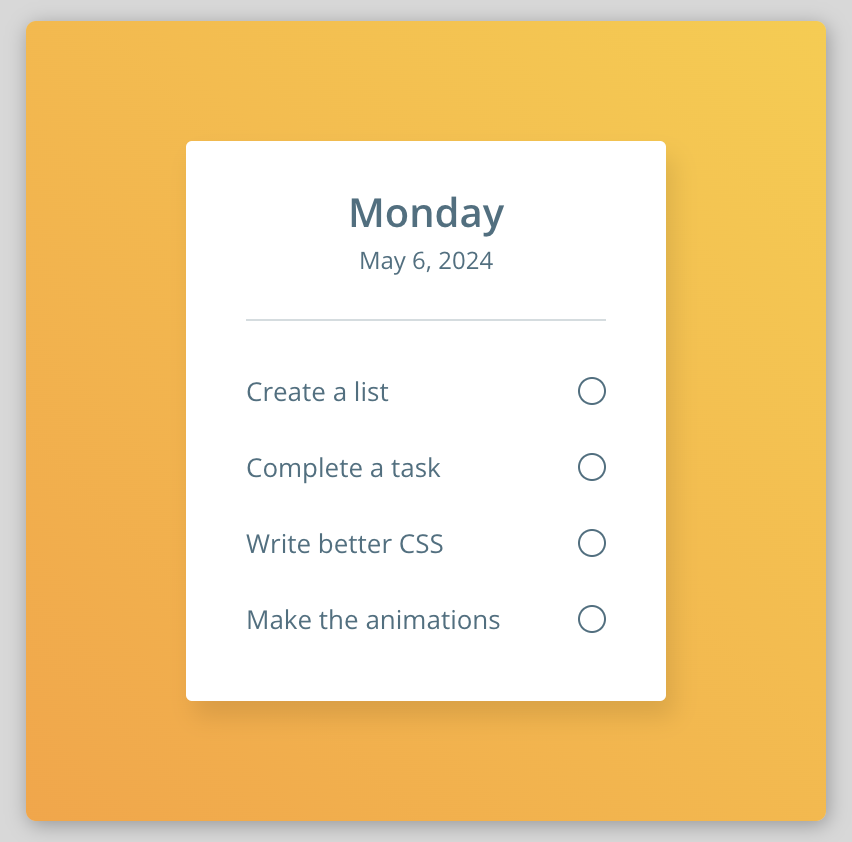 Monday
May 6, 2024
Create a list
Complete a task
Write better CSS
Make the animations